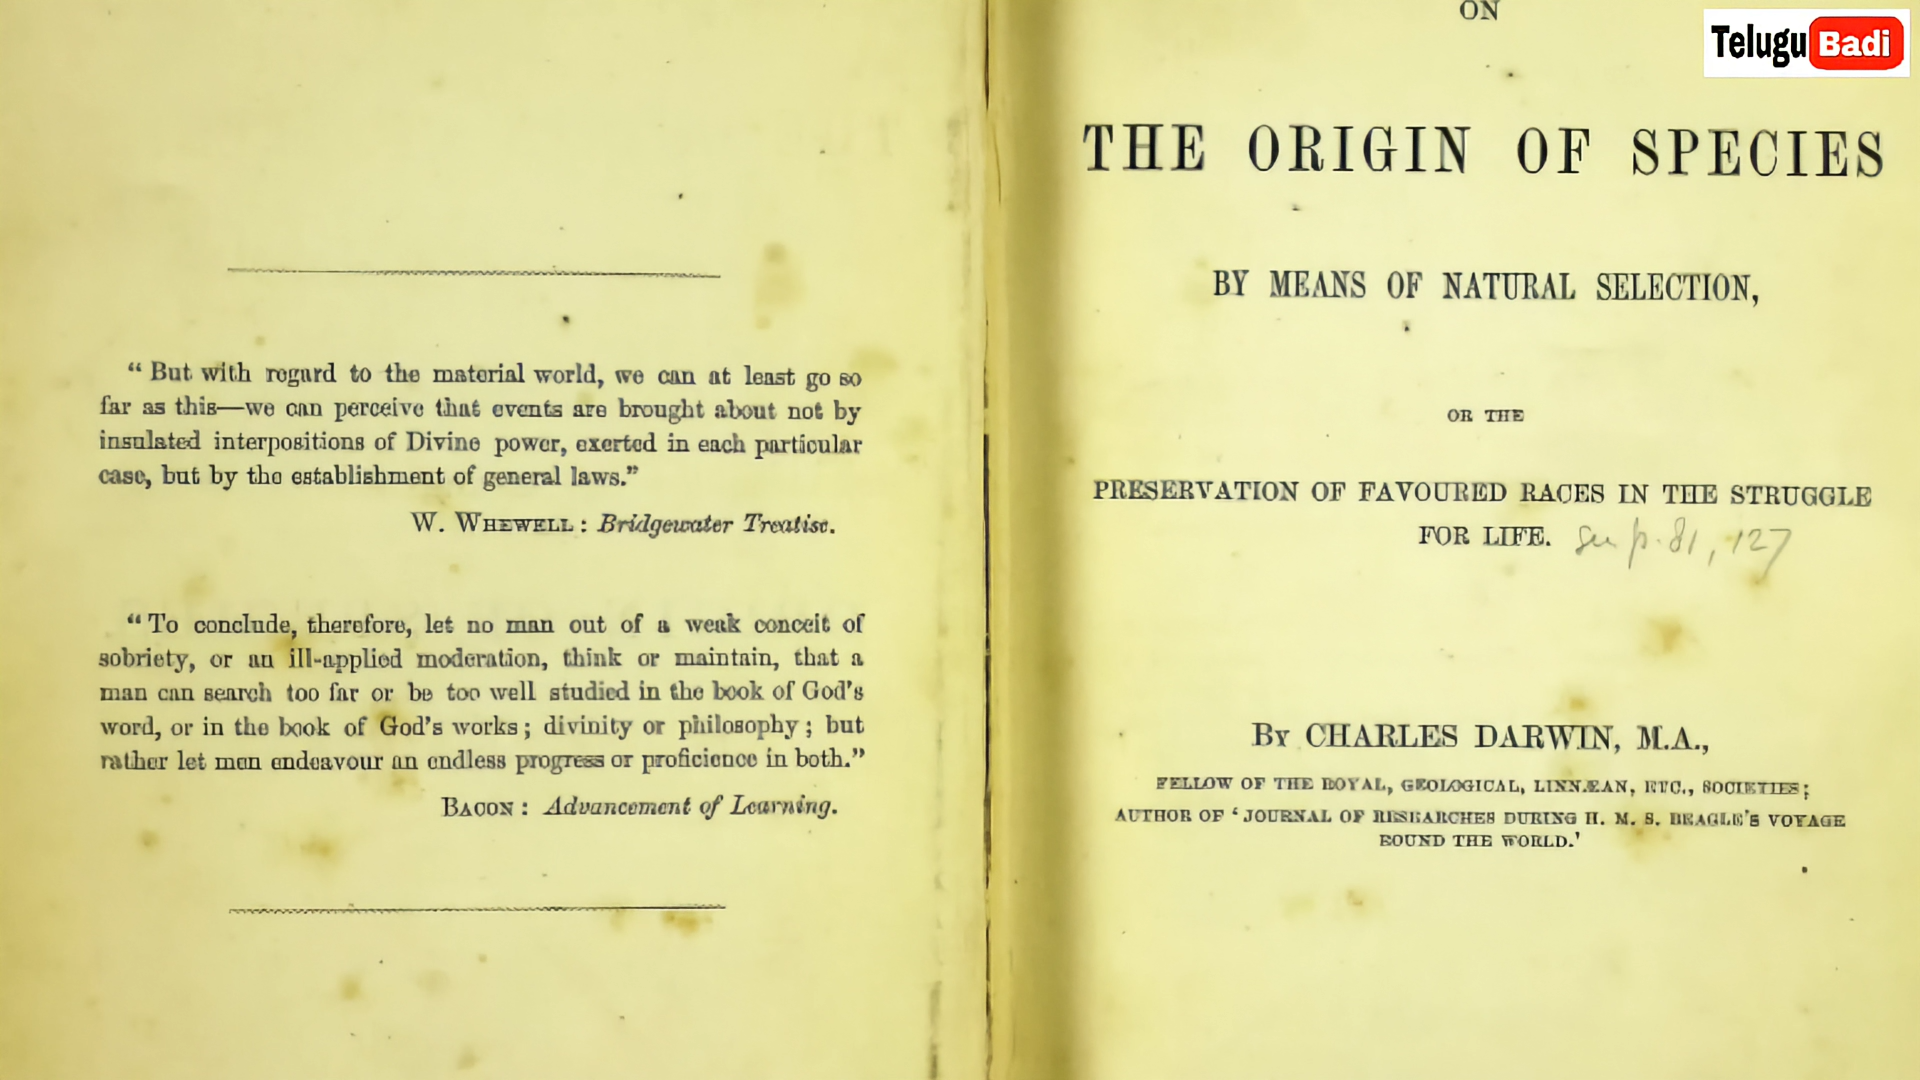 “ But with regard to the material world, we can at least go so
far as this—we can perceive that events are brought about not by
insulated interpositions of Divine power, exerted in each particular
case, but by the establishment of general laws.”
W. WHEWELL : Bridgewater Treatise.
“ To conclude, therefore, let no man out of a weak conceit of
sobriety, or an ill-applied moderation, think or maintain, that a
man can search too far or be too well studied in the book of God's
word, or in the book of God's works ; divinity or philosophy ; but
rather let men endeavour an endless progress or proficience in both.”
BACON : Advancement of Learning.
ON
THE ORIGIN OF SPECIES
BY MEANS OF NATURAL SELECTION,
OR THE
PRESERVATION OF FAVOURED RACES IN THE STRUGGLE
FOR LIFE. p. 81, 127
BY CHARLES DARWIN, M.A.,
FELLOW OF THE ROYAL, GEOLOGICAL, LINNÆAN, ETC., SOCIETIES ;
AUTHOR OF ‘ JOURNAL OF RESEARCHES DURING H. M. S. BEAGLE'S VOYAGE
ROUND THE WORLD.’
Telugu Badi